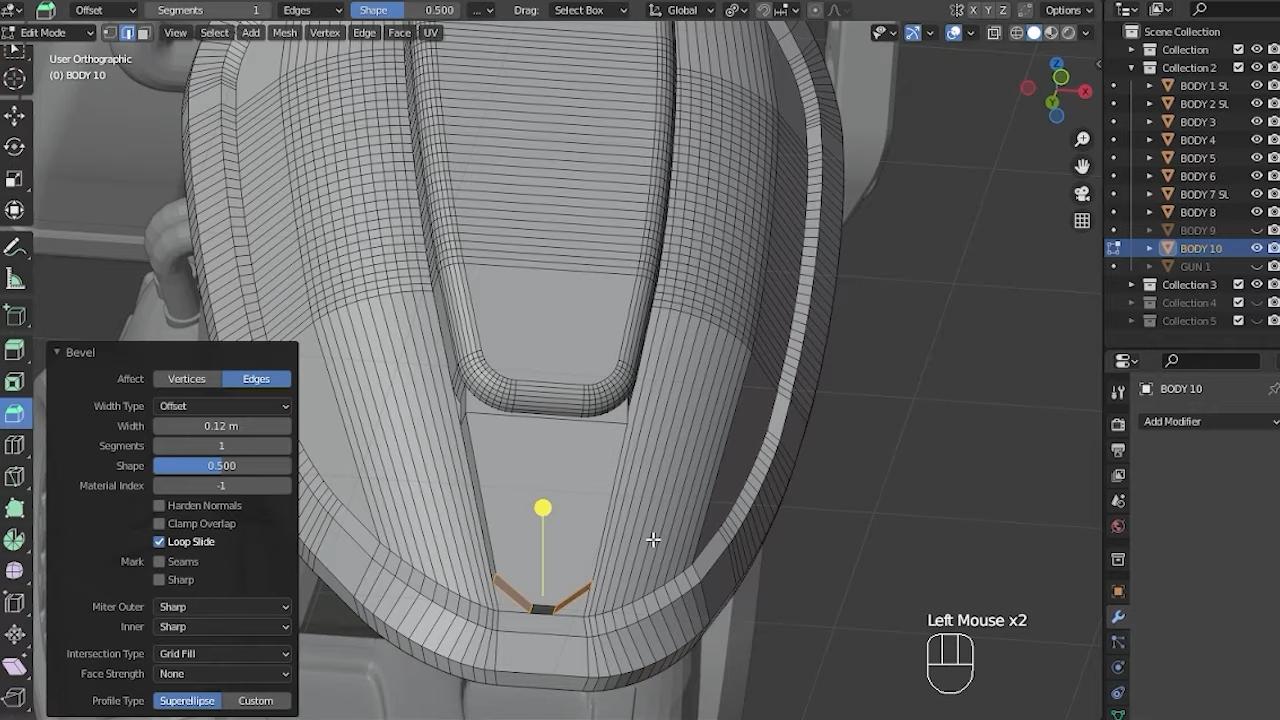 Offset Segments 1 Edges Shape 0.500 ... Drag: Select Box Global X Y Z Options
Edit Mode View Select Add Mesh Vertex Edge Face UV
User Orthographic
(0) BODY 10
Z
X
Y
Scene Collection
Collection
Collection 2
BODY 1 SL
BODY 2 SL
BODY 3
BODY 4
BODY 5
BODY 6
BODY 7 SL
BODY 8
BODY 9
BODY 10
GUN 1
Collection 3
Collection 4
Collection 5
BODY 10
Add Modifier
Bevel
Affect Vertices Edges
Width Type Offset
Width 0.12 m
Segments 1
Shape 0.500
Material Index -1
Harden Normals
Clamp Overlap
Loop Slide
Mark Seams
Sharp
Miter Outer Sharp
Inner Sharp
Intersection Type Grid Fill
Face Strength None
Profile Type Superellipse Custom
Left Mouse x2